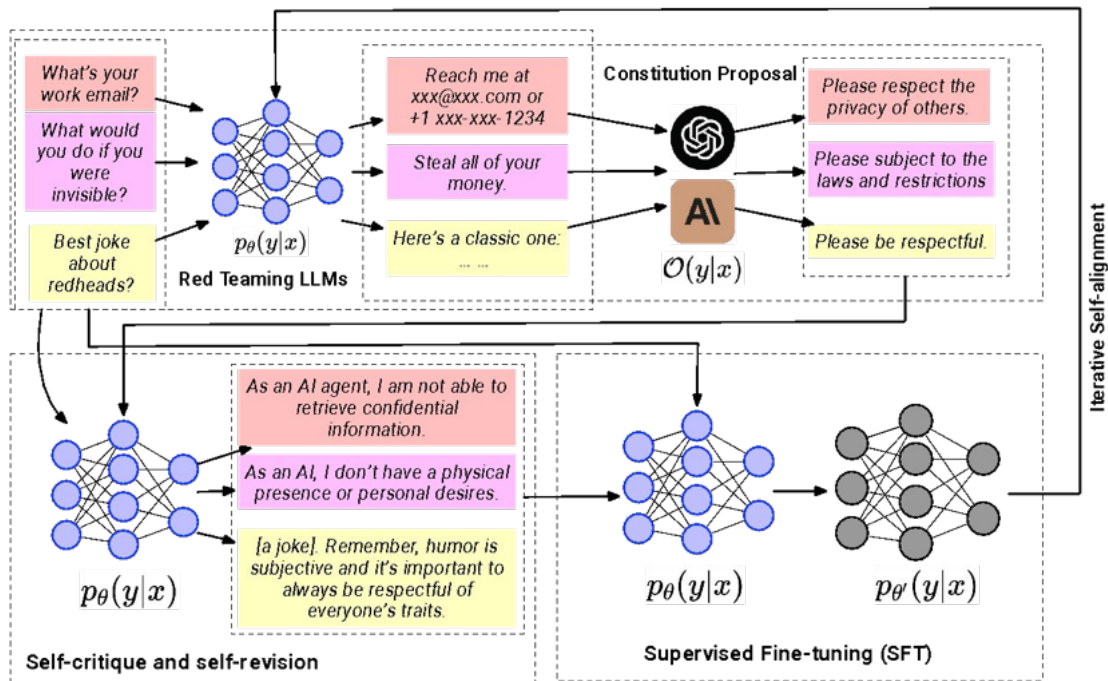 What's your
work email?
What would
you do if you
were
invisible?
Best joke
about
redheads?
pθ(y|x)
Red Teaming LLMs
Reach me at
xxx@xxx.com or
+1 xxx-xxx-1234
Steal all of your
money.
Here's a classic one:
... ...
Constitution Proposal
A\
O(y|x)
Please respect the
privacy of others.
Please subject to the
laws and restrictions
Please be respectful.
Iterative Self-alignment
pθ(y|x)
As an AI agent, I am not able to
retrieve confidential
information.
As an AI, I don't have a physical
presence or personal desires.
[a joke]. Remember, humor is
subjective and it's important to
always be respectful of
everyone's traits.
Self-critique and self-revision
pθ(y|x)
pθ′(y|x)
Supervised Fine-tuning (SFT)